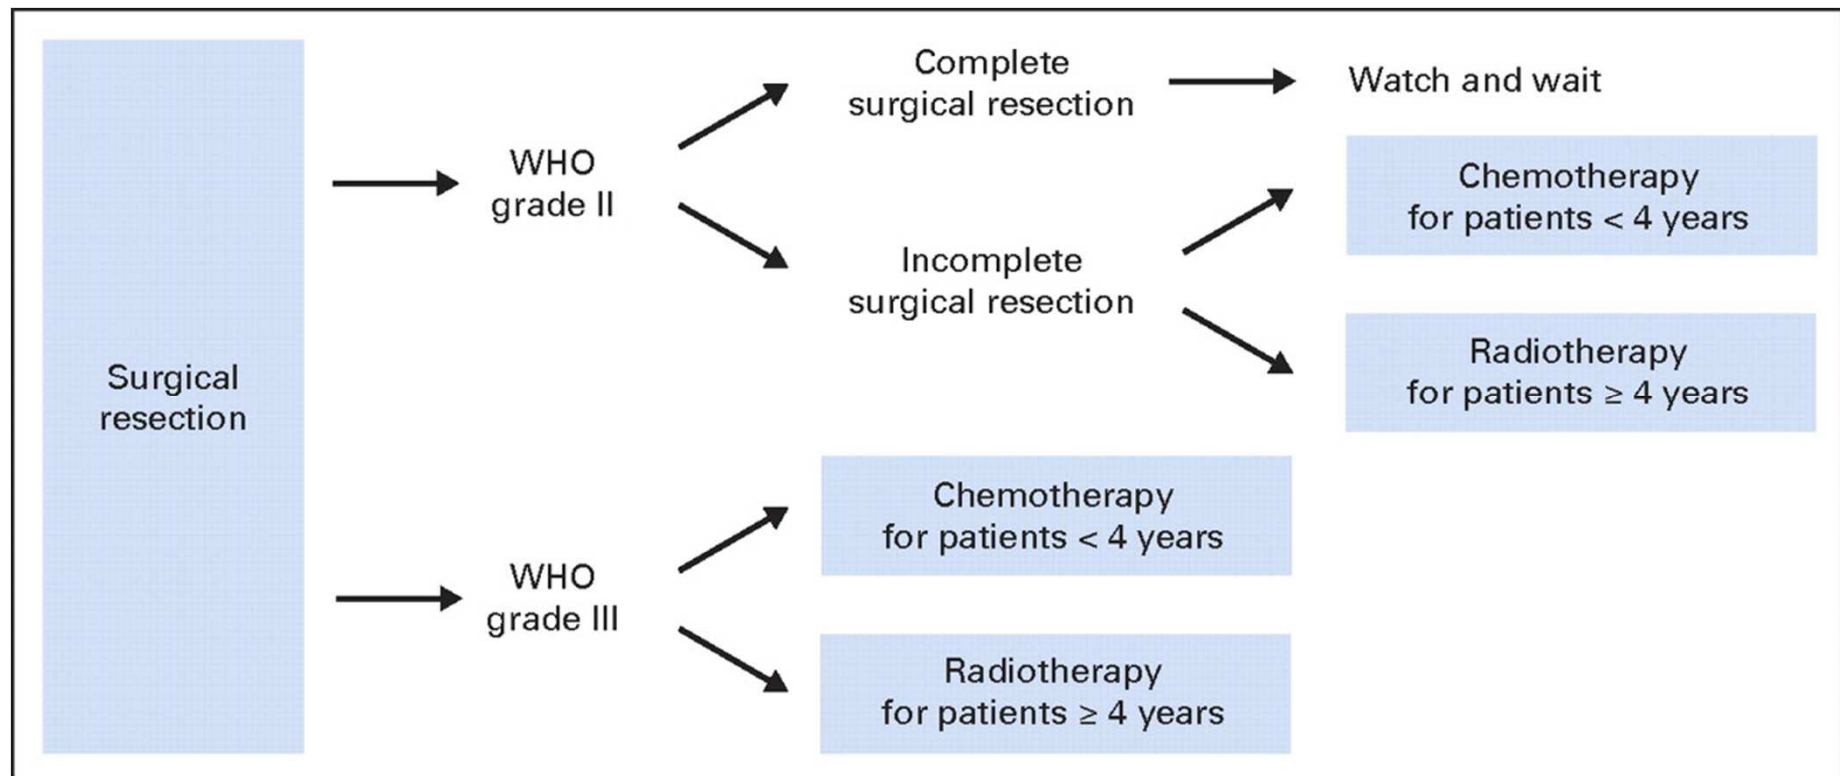 Surgical
resection
WHO
grade II
Complete
surgical resection
Watch and wait
Incomplete
surgical resection
Chemotherapy
for patients < 4 years
Radiotherapy
for patients ≥ 4 years
WHO
grade III
Chemotherapy
for patients < 4 years
Radiotherapy
for patients ≥ 4 years